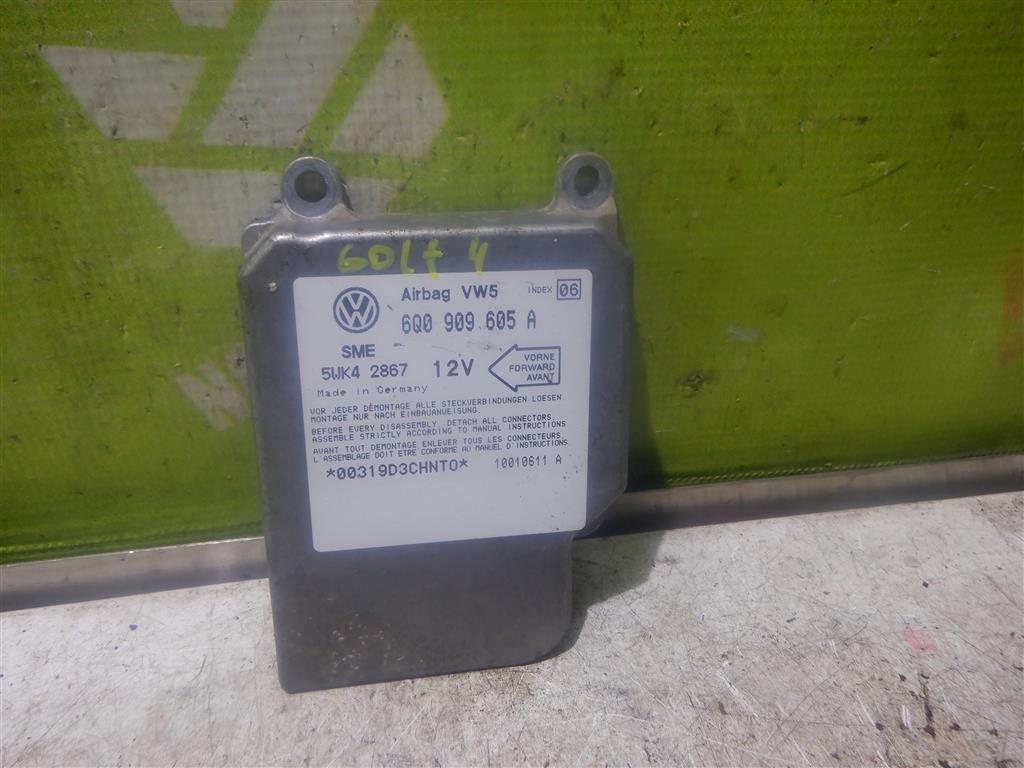 GOLF 4
Airbag VW5 INDEX 06
6Q0 909 605 A
SME
5WK4 2867 12V
VORNE
FORWARD
AVANT
Made in Germany
VOR JEDER DEMONTAGE ALLE STECKVERBINDUNGEN LOESEN.
MONTAGE NUR NACH EINBAUANWEISUNG.
BEFORE EVERY DISASSEMBLY, DETACH ALL CONNECTORS.
ASSEMBLE STRICTLY ACCORDING TO MANUAL INSTRUCTIONS
AVANT TOUT DEMONTAGE ENLEVER TOUS LES CONNECTEURS
L'ASSEMBLAGE DOIT ETRE CONFORME AU MANUEL D'INSTRUCTIONS.
*00319D3CHNTO* 10010611 A